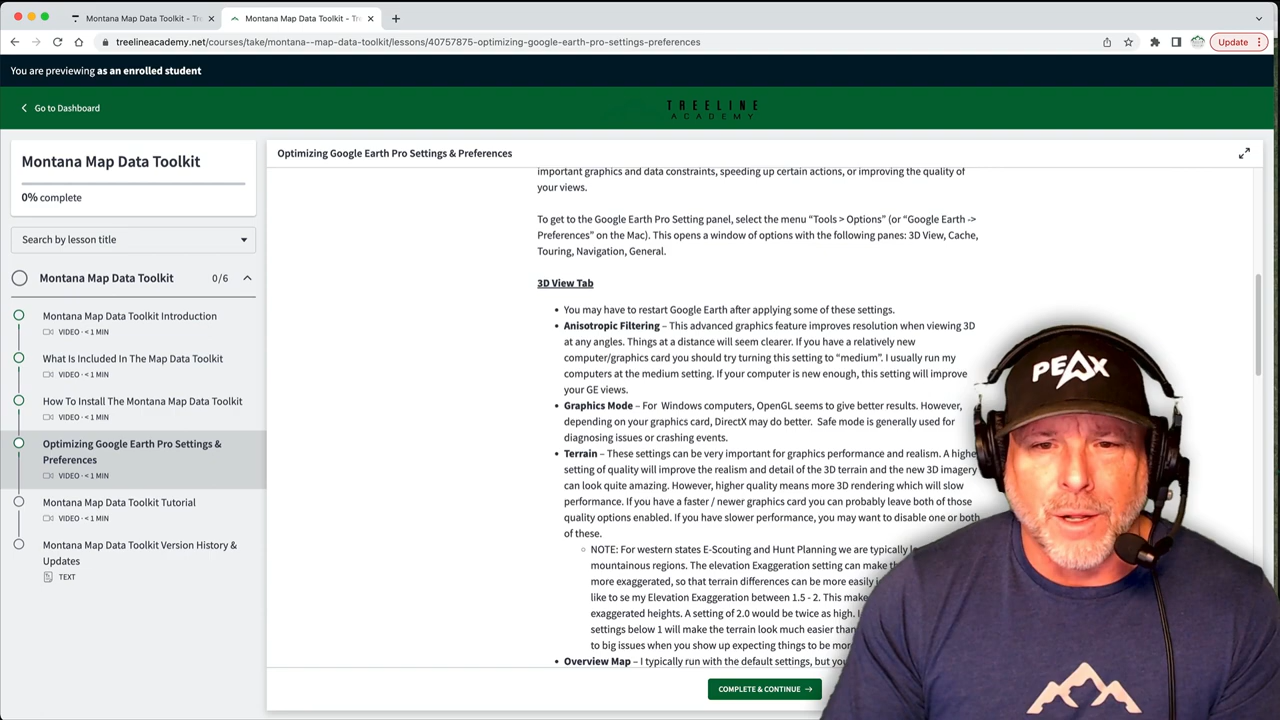 Montana Map Data Toolkit - Tre
Montana Map Data Toolkit - Tre
treelineacademy.net/courses/take/montana--map-data-toolkit/lessons/40757875-optimizing-google-earth-pro-settings-preferences
Update
You are previewing as an enrolled student
Go to Dashboard
TREELINE
ACADEMY
Montana Map Data Toolkit
0% complete
Search by lesson title
Montana Map Data Toolkit 0/6
Montana Map Data Toolkit Introduction
VIDEO · < 1 MIN
What Is Included In The Map Data Toolkit
VIDEO · < 1 MIN
How To Install The Montana Map Data Toolkit
VIDEO · < 1 MIN
Optimizing Google Earth Pro Settings &
Preferences
VIDEO · < 1 MIN
Montana Map Data Toolkit Tutorial
VIDEO · < 1 MIN
Montana Map Data Toolkit Version History &
Updates
TEXT
Optimizing Google Earth Pro Settings & Preferences
important graphics and data constraints, speeding up certain actions, or improving the quality of
your views.
To get to the Google Earth Pro Setting panel, select the menu “Tools > Options” (or “Google Earth ->
Preferences” on the Mac). This opens a window of options with the following panes: 3D View, Cache,
Touring, Navigation, General.
3D View Tab
• You may have to restart Google Earth after applying some of these settings.
• Anisotropic Filtering – This advanced graphics feature improves resolution when viewing 3D
at any angles. Things at a distance will seem clearer. If you have a relatively new
computer/graphics card you should try turning this setting to “medium”. I usually run my
computers at the medium setting. If your computer is new enough, this setting will improve
your GE views.
• Graphics Mode – For Windows computers, OpenGL seems to give better results. However,
depending on your graphics card, DirectX may do better. Safe mode is generally used for
diagnosing issues or crashing events.
• Terrain – These settings can be very important for graphics performance and realism. A highe
setting of quality will improve the realism and detail of the 3D terrain and the new 3D imagery
can look quite amazing. However, higher quality means more 3D rendering which will slow
performance. If you have a faster / newer graphics card you can probably leave both of those
quality options enabled. If you have slower performance, you may want to disable one or both
of these.
NOTE: For western states E-Scouting and Hunt Planning we are typically
mountainous regions. The elevation Exaggeration setting can make
more exaggerated, so that terrain differences can be more easily
like to se my Elevation Exaggeration between 1.5 - 2. This make
exaggerated heights. A setting of 2.0 would be twice as high.
settings below 1 will make the terrain look much easier than
to big issues when you show up expecting things to be mor
• Overview Map – I typically run with the default settings, but you
COMPLETE & CONTINUE →
PEAX